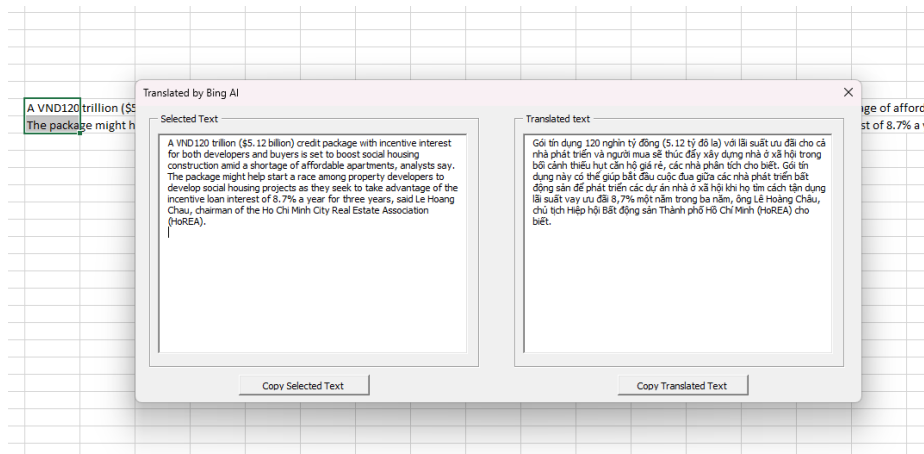 Translated by Bing AI
A VND120 trillion ($5
age of afford
The package might h
st of 8.7% a
Selected Text
A VND120 trillion ($5.12 billion) credit package with incentive interest
for both developers and buyers is set to boost social housing
construction amid a shortage of affordable apartments, analysts say.
The package might help start a race among property developers to
develop social housing projects as they seek to take advantage of the
incentive loan interest of 8.7% a year for three years, said Le Hoang
Chau, chairman of the Ho Chi Minh City Real Estate Association
(HoREA).
Translated text
Gói tín dụng 120 nghìn tỷ đồng (5.12 tỷ đô la) với lãi suất ưu đãi cho cả
nhà phát triển và người mua sẽ thúc đẩy xây dựng nhà ở xã hội trong
bối cảnh thiếu hụt căn hộ giá rẻ, các nhà phân tích cho biết. Gói tín
dụng này có thể giúp bắt đầu cuộc đua giữa các nhà phát triển bất
động sản để phát triển các dự án nhà ở xã hội khi họ tìm cách tận dụng
lãi suất vay ưu đãi 8,7% một năm trong ba năm, ông Lê Hoàng Châu,
chủ tịch Hiệp hội Bất động sản Thành phố Hồ Chí Minh (HoREA) cho
biết.
Copy Selected Text
Copy Translated Text